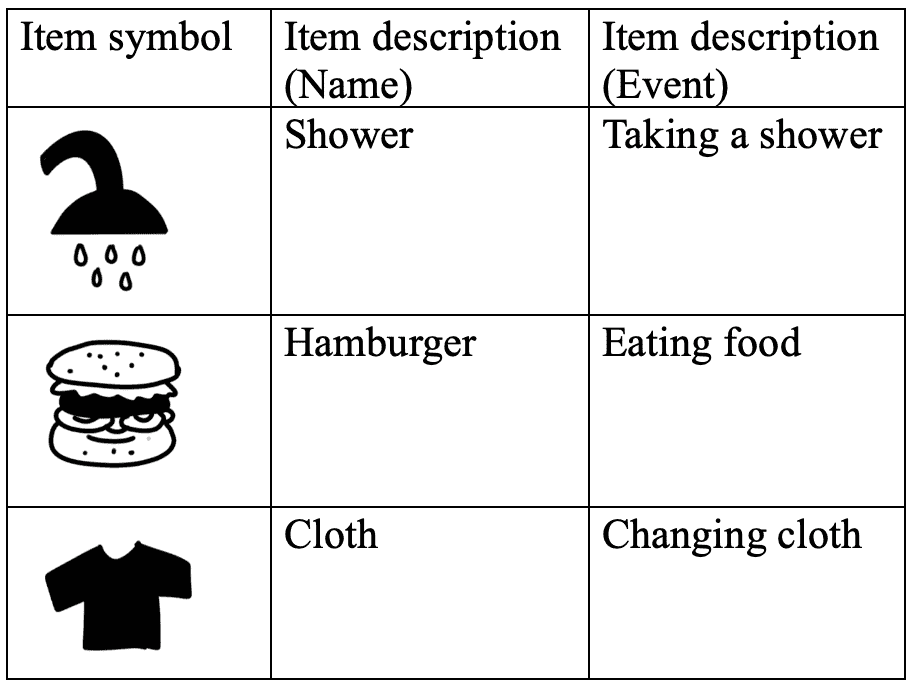 Item symbol
Item description
(Name)
Item description
(Event)
Shower
Taking a shower
Hamburger
Eating food
Cloth
Changing cloth